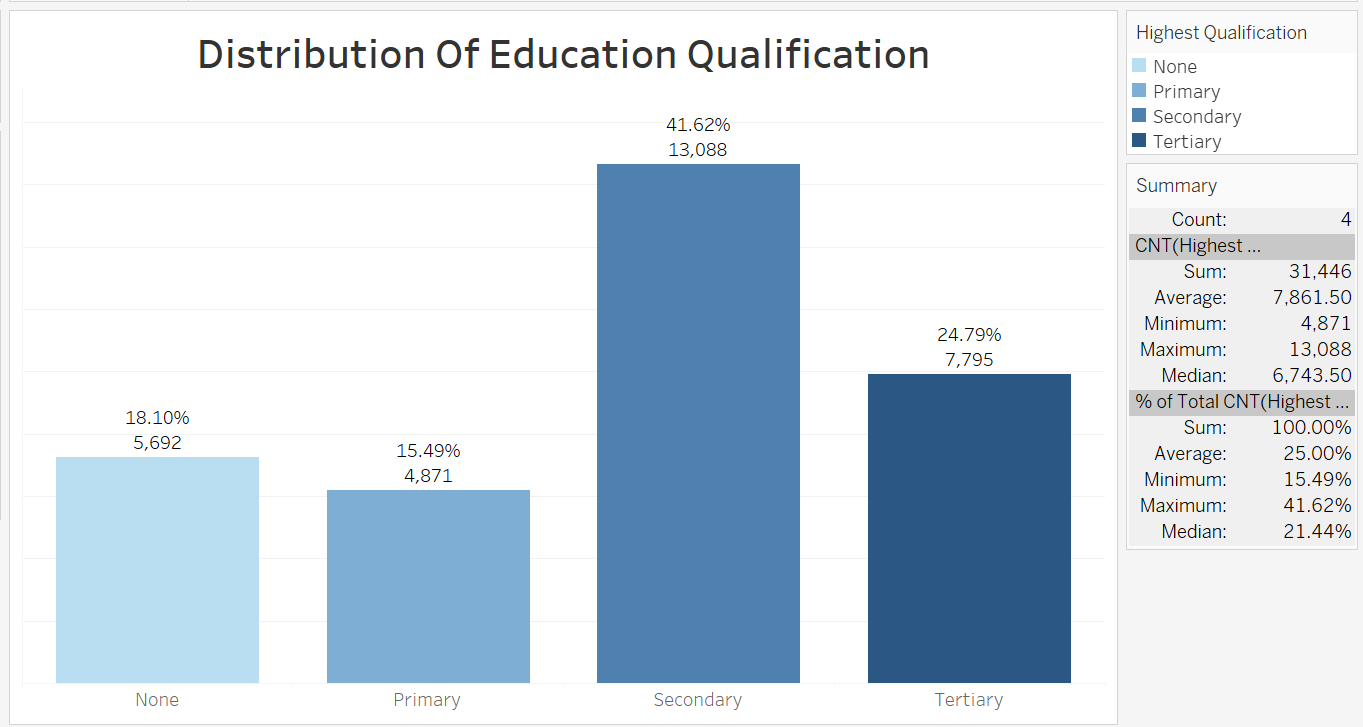 Distribution Of Education Qualification
41.62%
13,088
24.79%
7,795
18.10%
5,692
15.49%
4,871
None
Primary
Secondary
Tertiary
Highest Qualification
None
Primary
Secondary
Tertiary
Summary
Count: 4
CNT(Highest ...
Sum: 31,446
Average: 7,861.50
Minimum: 4,871
Maximum: 13,088
Median: 6,743.50
% of Total CNT(Highest ...
Sum: 100.00%
Average: 25.00%
Minimum: 15.49%
Maximum: 41.62%
Median: 21.44%